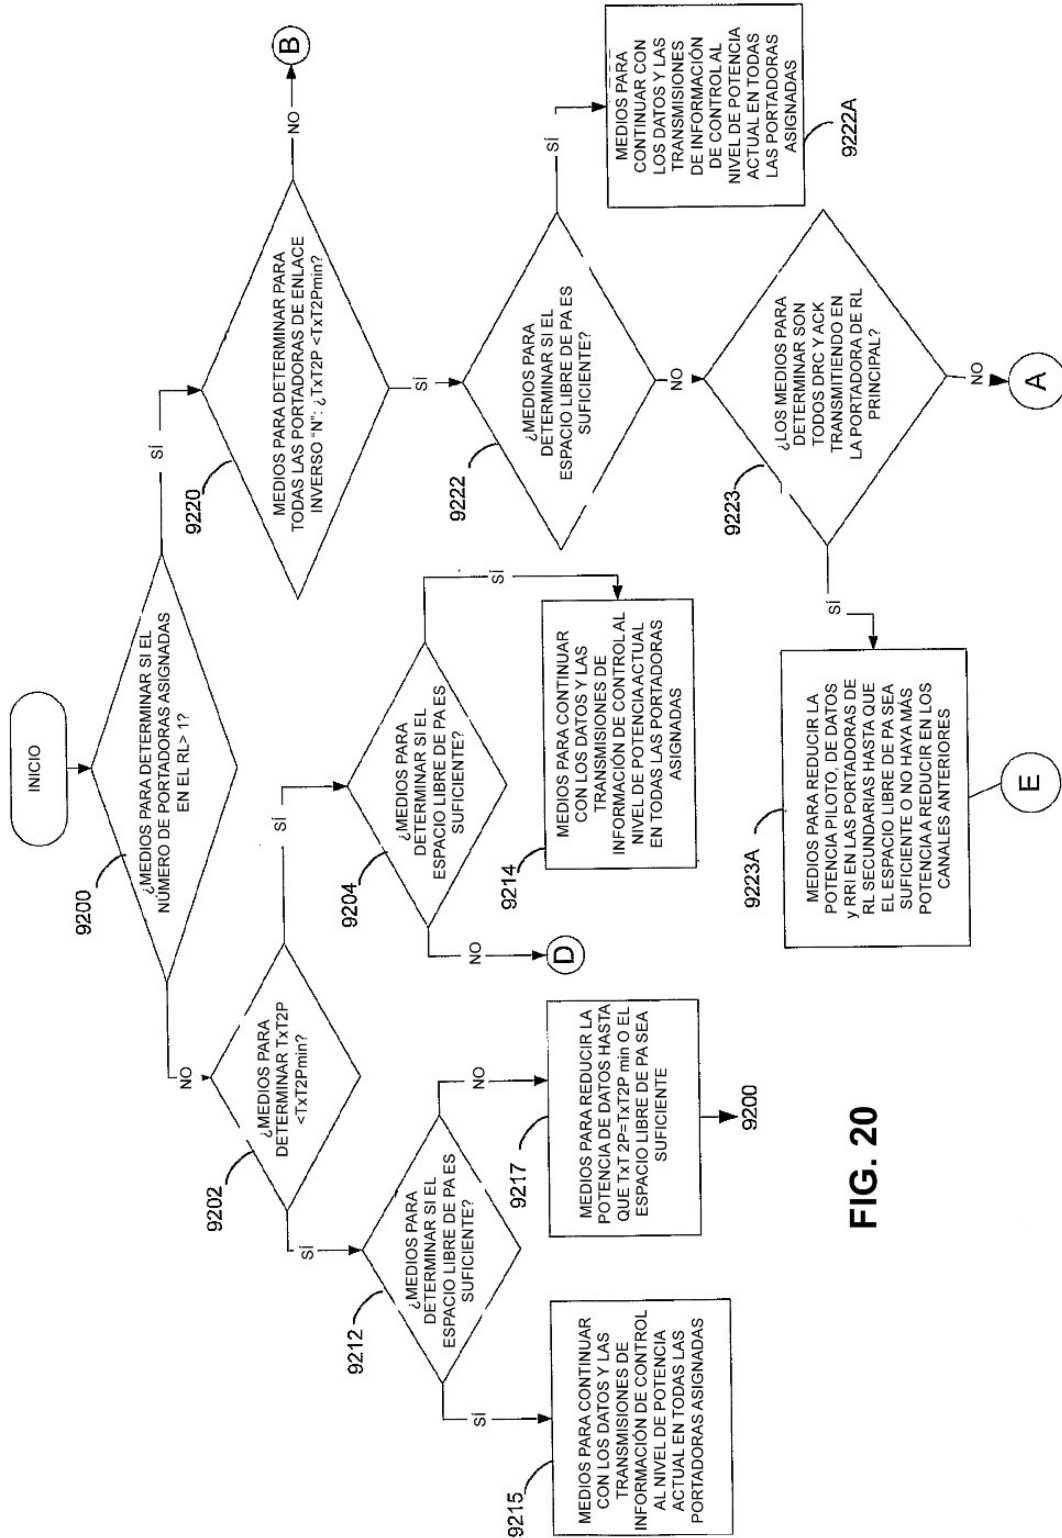 INICIO
9200
¿MEDIOS PARA
DETERMINAR SI EL
NÚMERO DE PORTADORAS ASIGNADAS
EN EL RL> 1?
NO
SÍ
9202
¿MEDIOS PARA
DETERMINAR TxT2P
<TxT2Pmin?
SÍ
SÍ
9212
¿MEDIOS PARA
DETERMINAR SI EL
ESPACIO LIBRE DE PA ES
SUFICIENTE?
SÍ
NO
9215
MEDIOS PARA CONTINUAR
CON LOS DATOS Y LAS
TRANSMISIONES DE
INFORMACIÓN DE CONTROL
AL NIVEL DE POTENCIA
ACTUAL EN TODAS LAS
PORTADORAS ASIGNADAS
9217
MEDIOS PARA REDUCIR LA
POTENCIA DE DATOS HASTA
QUE TxT 2P=TxT2P min O EL
ESPACIO LIBRE DE PA SEA
SUFICIENTE
9200
9204
¿MEDIOS PARA
DETERMINAR SI EL
ESPACIO LIBRE DE PA ES
SUFICIENTE?
NO
D
SÍ
9214
MEDIOS PARA CONTINUAR
CON LOS DATOS Y LAS
TRANSMISIONES DE
INFORMACIÓN DE CONTROL AL
NIVEL DE POTENCIA ACTUAL
EN TODAS LAS PORTADORAS
ASIGNADAS
9220
MEDIOS PARA DETERMINAR PARA
TODAS LAS PORTADORAS DE ENLACE
INVERSO “N”: ¿TxT2P <TxT2Pmin?
NO
B
SÍ
9222
¿MEDIOS PARA
DETERMINAR SI EL
ESPACIO LIBRE DE PA ES
SUFICIENTE?
SÍ
MEDIOS PARA
CONTINUAR CON
LOS DATOS Y LAS
TRANSMISIONES
DE INFORMACIÓN
DE CONTROL AL
NIVEL DE POTENCIA
ACTUAL EN TODAS
LAS PORTADORAS
ASIGNADAS
9222A
NO
9223
¿LOS MEDIOS PARA
DETERMINAR SON
TODOS DRC Y ACK
TRANSMITIENDO EN
LA PORTADORA DE RL
PRINCIPAL?
SÍ
NO
A
9223A
MEDIOS PARA REDUCIR LA
POTENCIA PILOTO, DE DATOS
y RRI EN LAS PORTADORAS DE
RL SECUNDARIAS HASTA QUE
EL ESPACIO LIBRE DE PA SEA
SUFICIENTE O NO HAYA MÁS
POTENCIA A REDUCIR EN LOS
CANALES ANTERIORES
E
FIG. 20